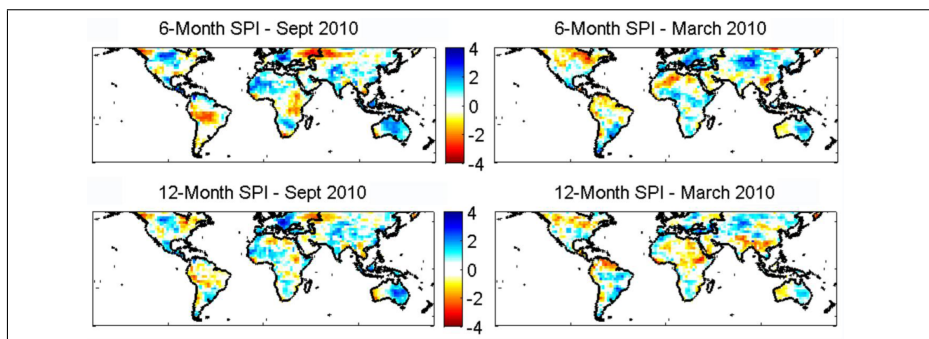 6-Month SPI - Sept 2010
6-Month SPI - March 2010
4
2
0
-2
-4
12-Month SPI - Sept 2010
12-Month SPI - March 2010
4
2
0
-2
-4